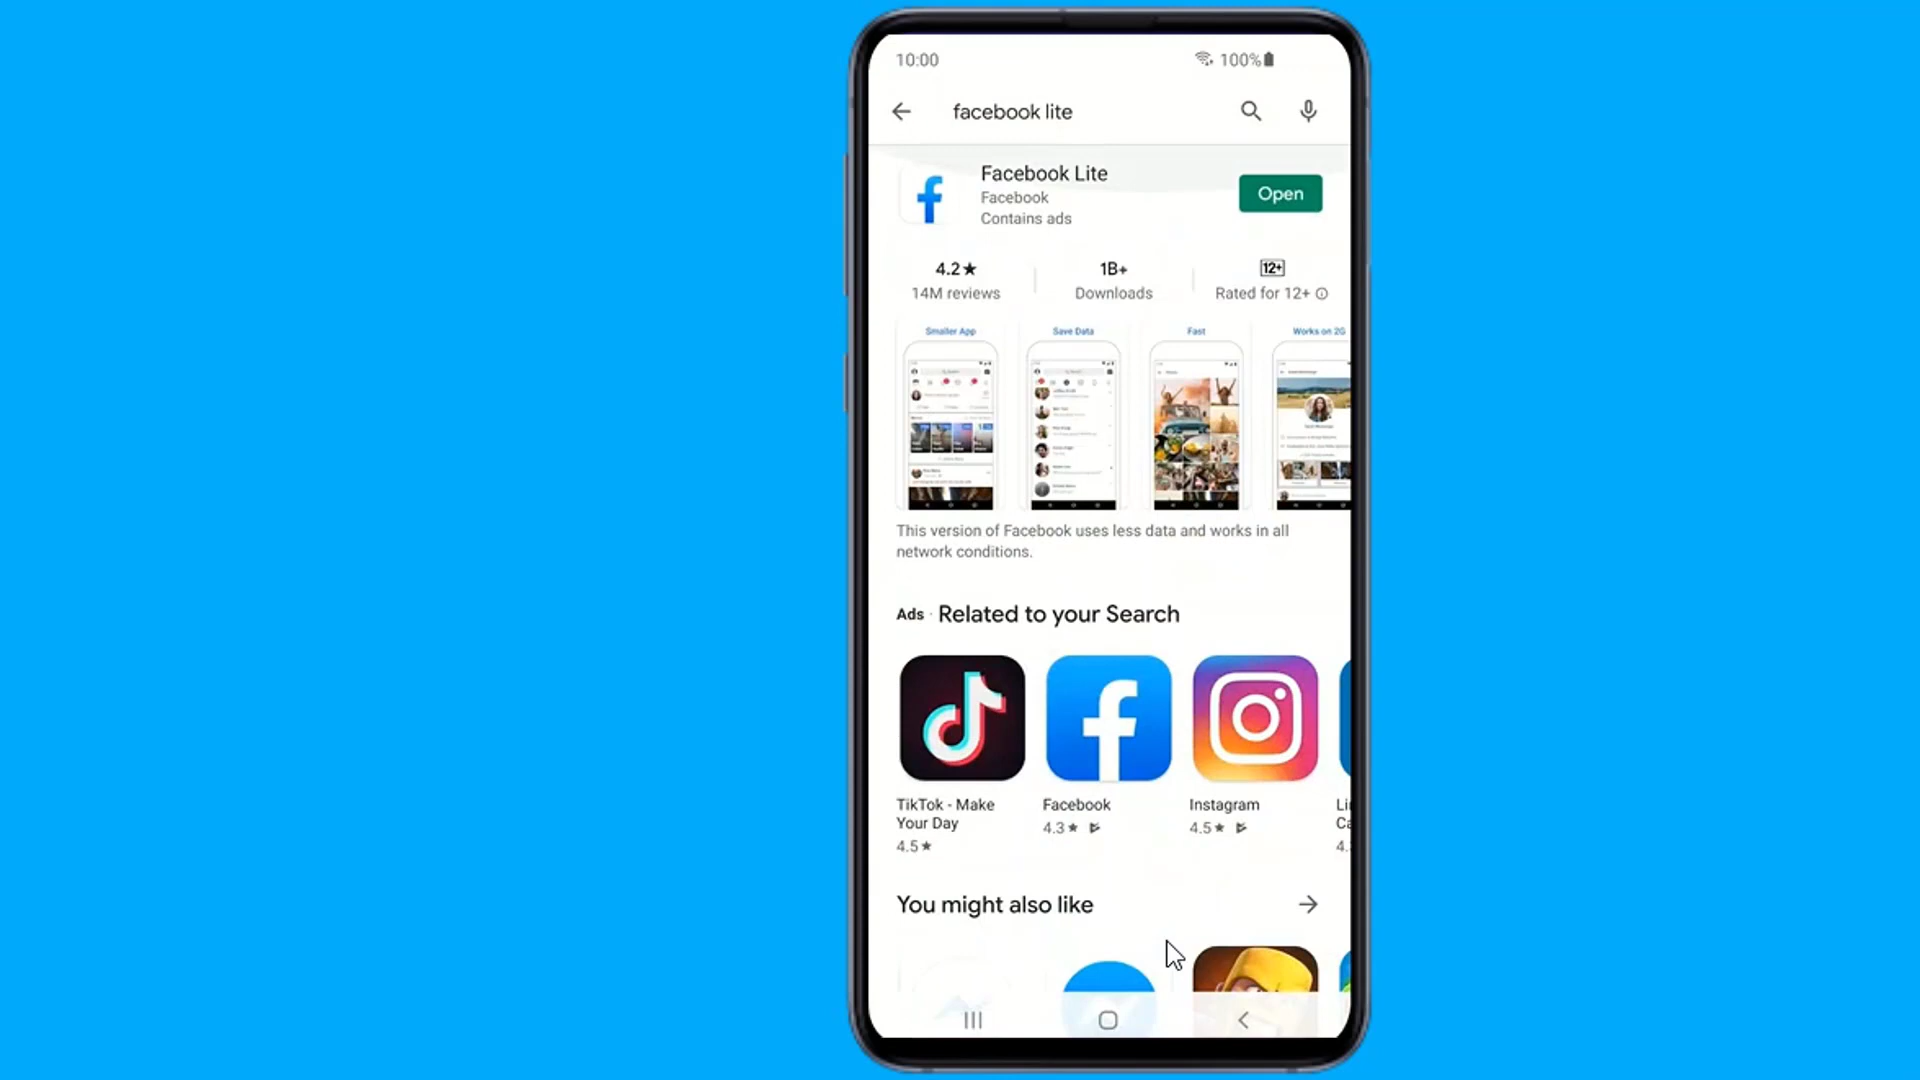 10:00
100%
facebook lite
Facebook Lite
Facebook
Contains ads
Open
4.2★
14M reviews
1B+
Downloads
12+
Rated for 12+
Smaller App
Save Data
Fast
Works on 2G
This version of Facebook uses less data and works in all
network conditions.
Ads · Related to your Search
TikTok - Make
Your Day
4.5★
Facebook
4.3★
Instagram
4.5★
You might also like